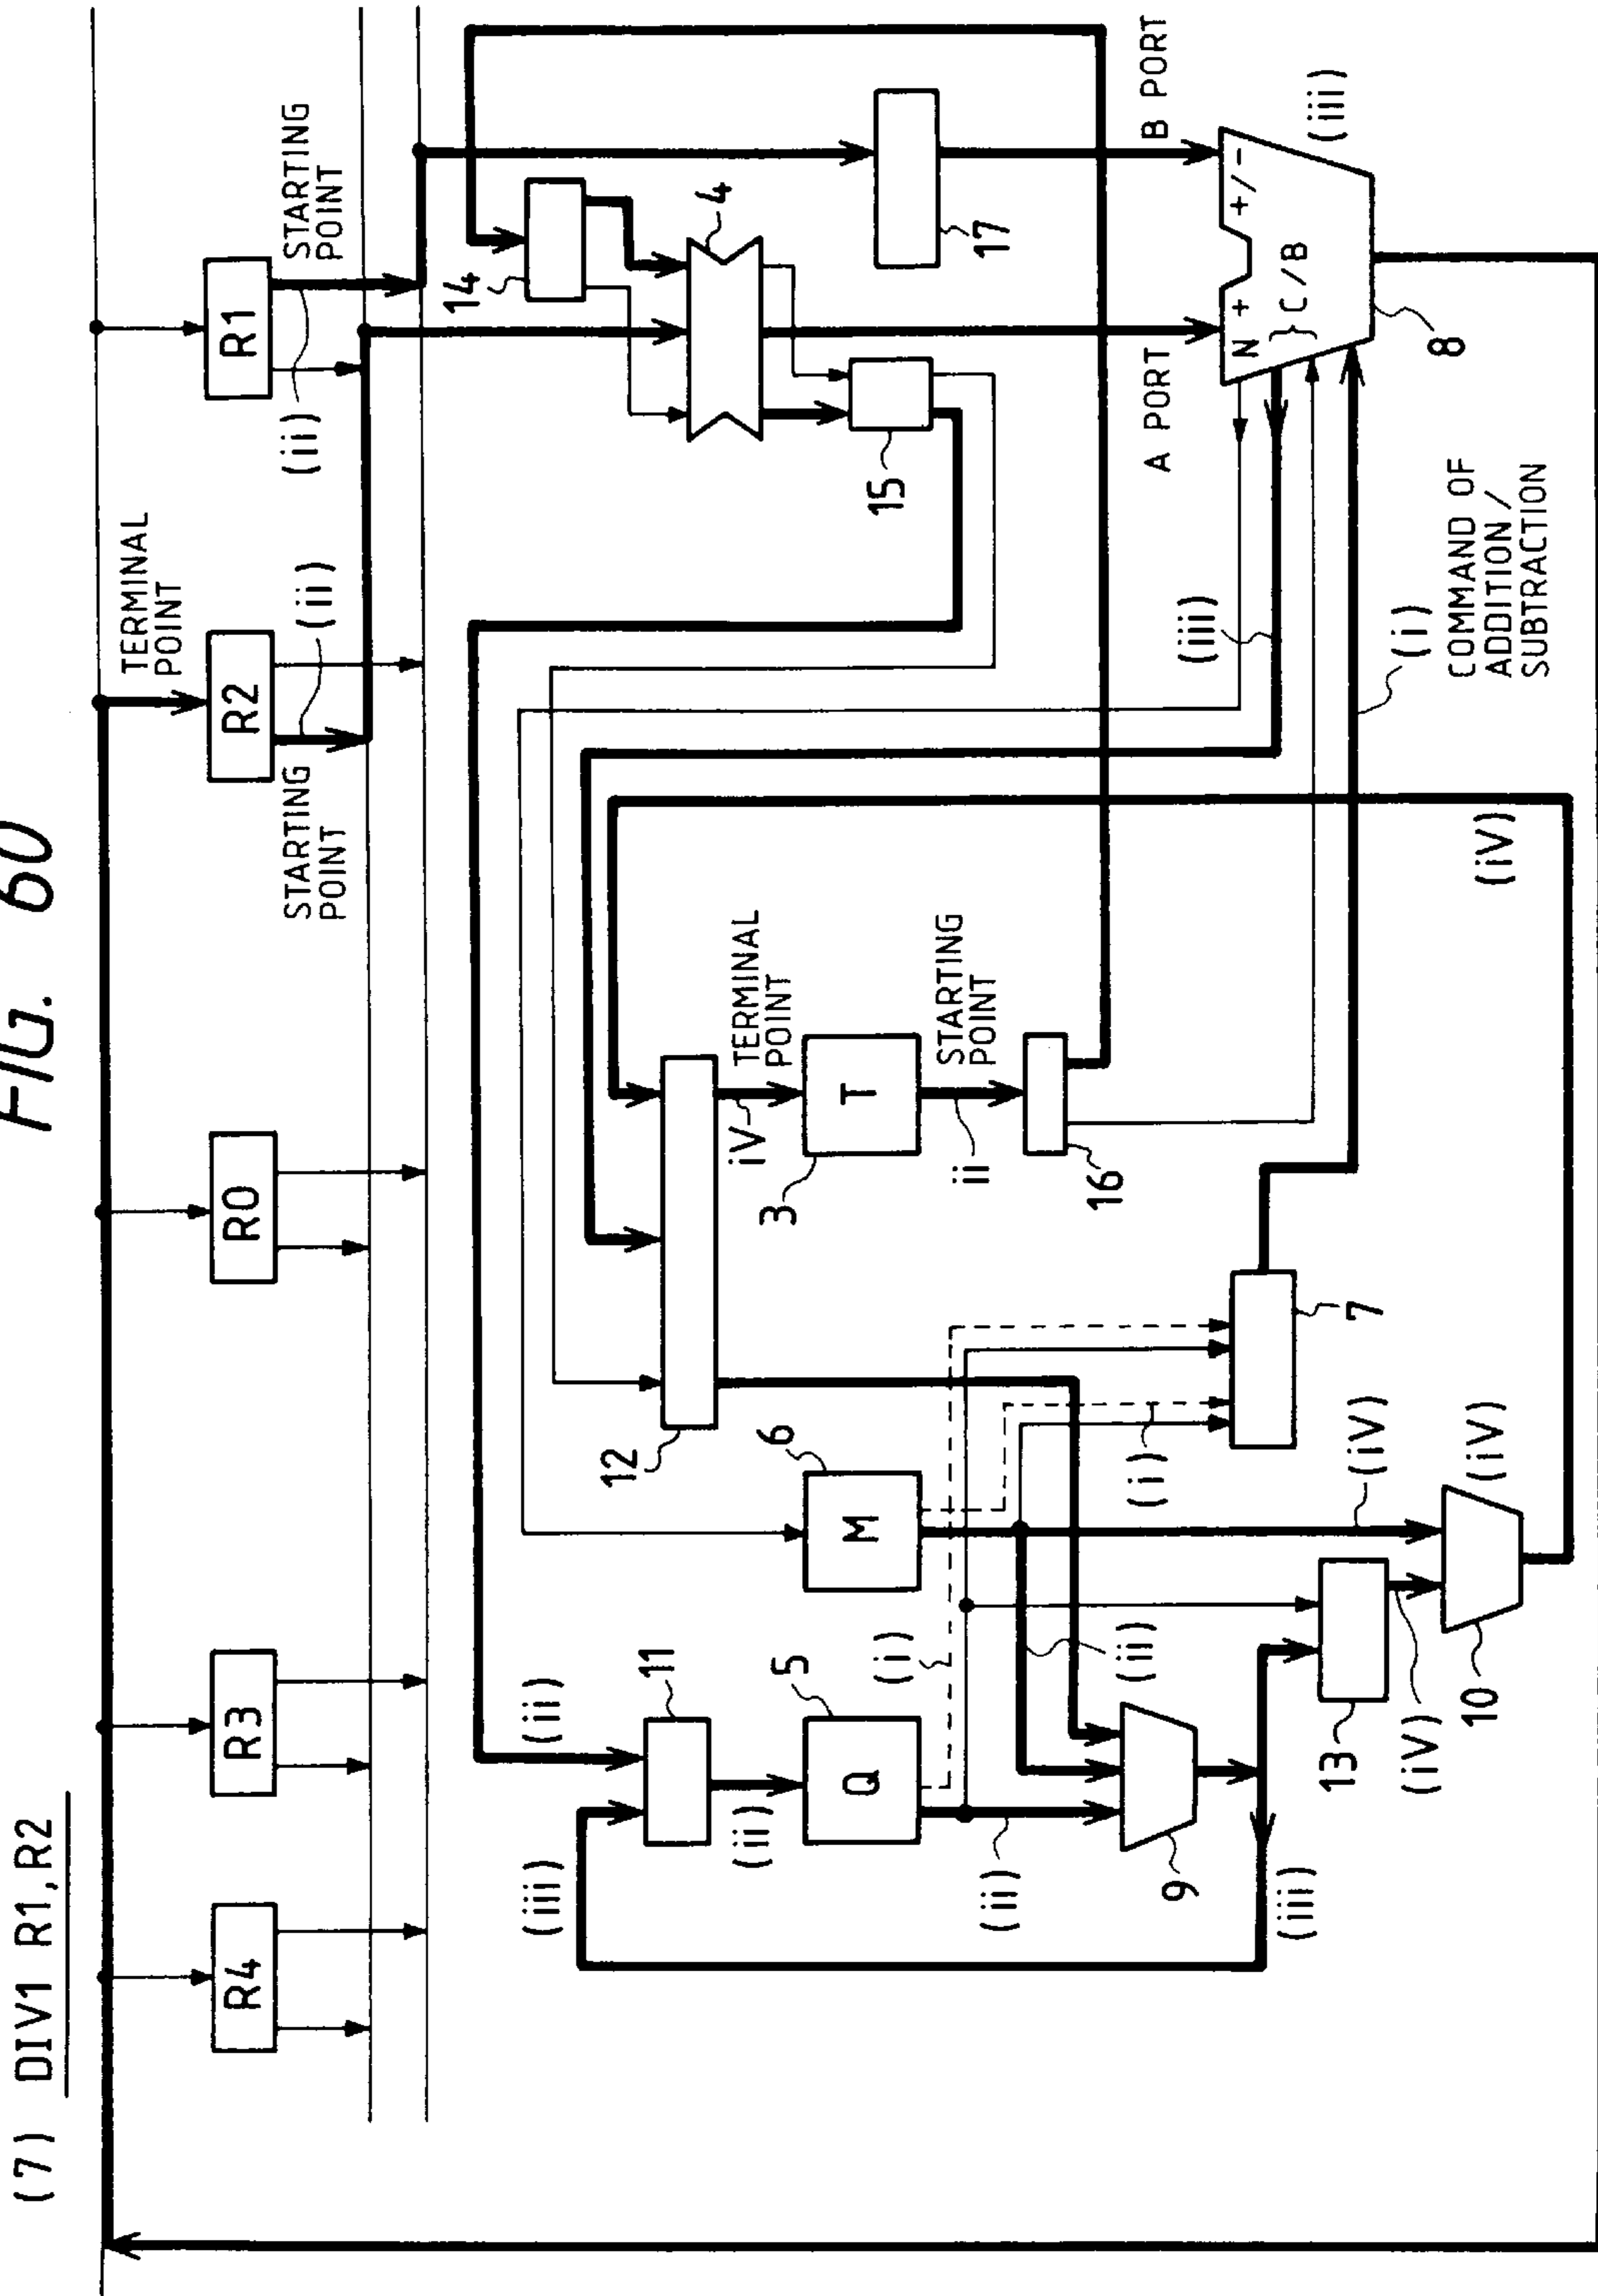 FIG. 60
(7) DIV1 R1,R2
R4
R3
R0
R2
R1
TERMINAL
POINT
STARTING
POINT
(ii)
(ii)
STARTING
POINT
14
4
17
15
A PORT
B PORT
N
+
+/-
}C/B
(iii)
8
(iii)
(i)
COMMAND OF
ADDITION/
SUBTRACTION
(iv)
12
iv
TERMINAL
POINT
T
3
ii
STARTING
POINT
16
7
(i)
6
M
(iv)
(iv)
10
13
(iv)
(iii)
(ii)
11
(ii)
5
Q
(i)
(ii)
(ii)
9
(iii)